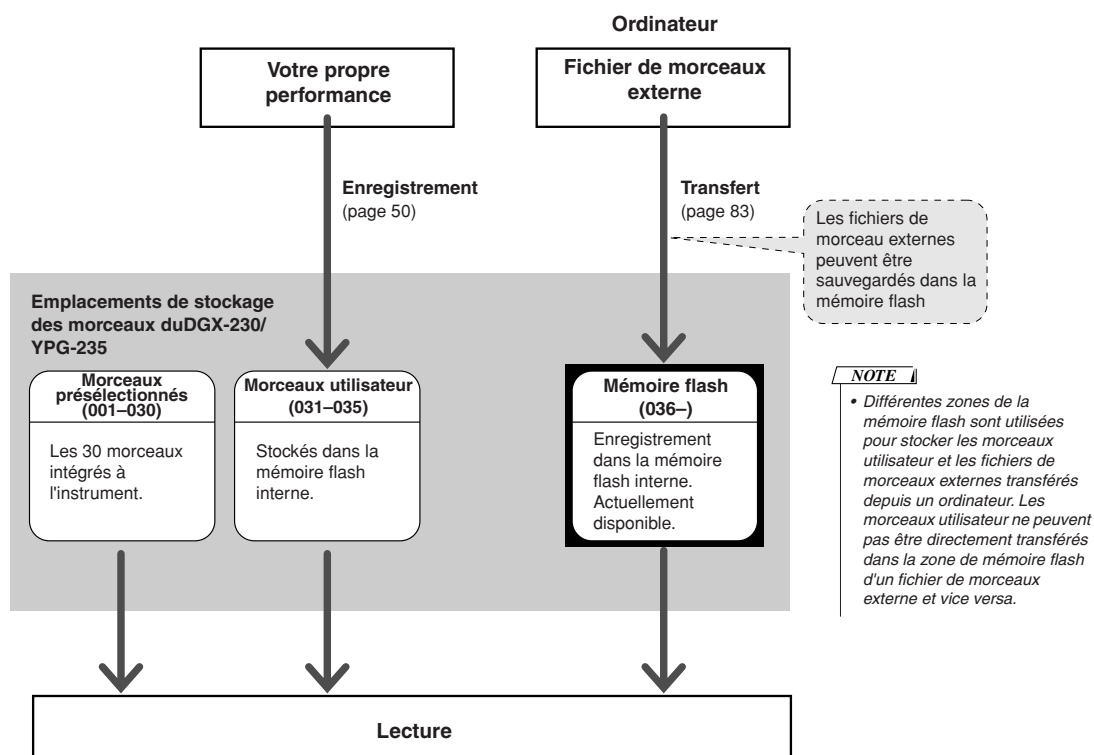 Ordinateur
Votre propre
performance
Fichier de morceaux
externe
Enregistrement
(page 50)
Transfert
(page 83)
Les fichiers de
morceau externes
peuvent être
sauvegardés dans la
mémoire flash
Emplacements de stockage
des morceaux duDGX-230/
YPG-235
Morceaux
présélectionnés
(001–030)
Les 30 morceaux
intégrés à
l'instrument.
Morceaux utilisateur
(031–035)
Stockés dans la
mémoire flash
interne.
Mémoire flash
(036–)
Enregistrement
dans la mémoire
flash interne.
Actuellement
disponible.
NOTE
• Différentes zones de la
mémoire flash sont utilisées
pour stocker les morceaux
utilisateur et les fichiers de
morceaux externes transférés
depuis un ordinateur. Les
morceaux utilisateur ne peuvent
pas être directement transférés
dans la zone de mémoire flash
d'un fichier de morceaux
externe et vice versa.
Lecture